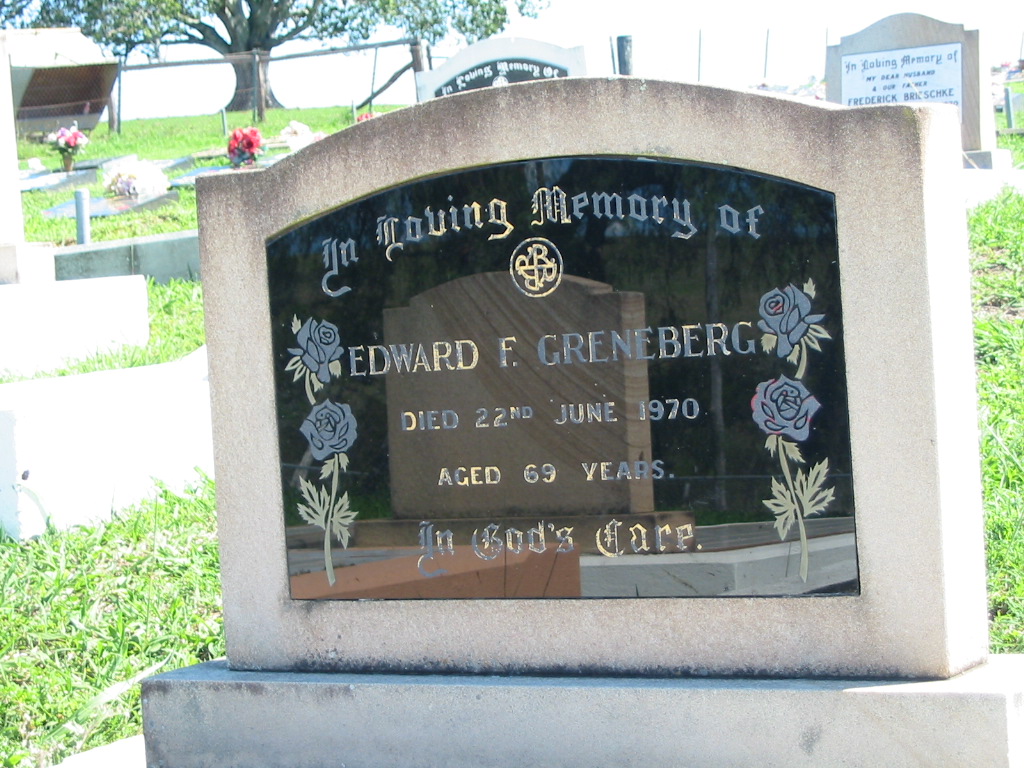 In Loving Memory of
EDWARD F. GRENEBERG
DIED 22ND JUNE 1970
AGED 69 YEARS.
In God's Care.
In Loving Memory Of
In Loving Memory of
MY DEAR HUSBAND
& OUR FATHER
FREDERICK BRIESCHKE